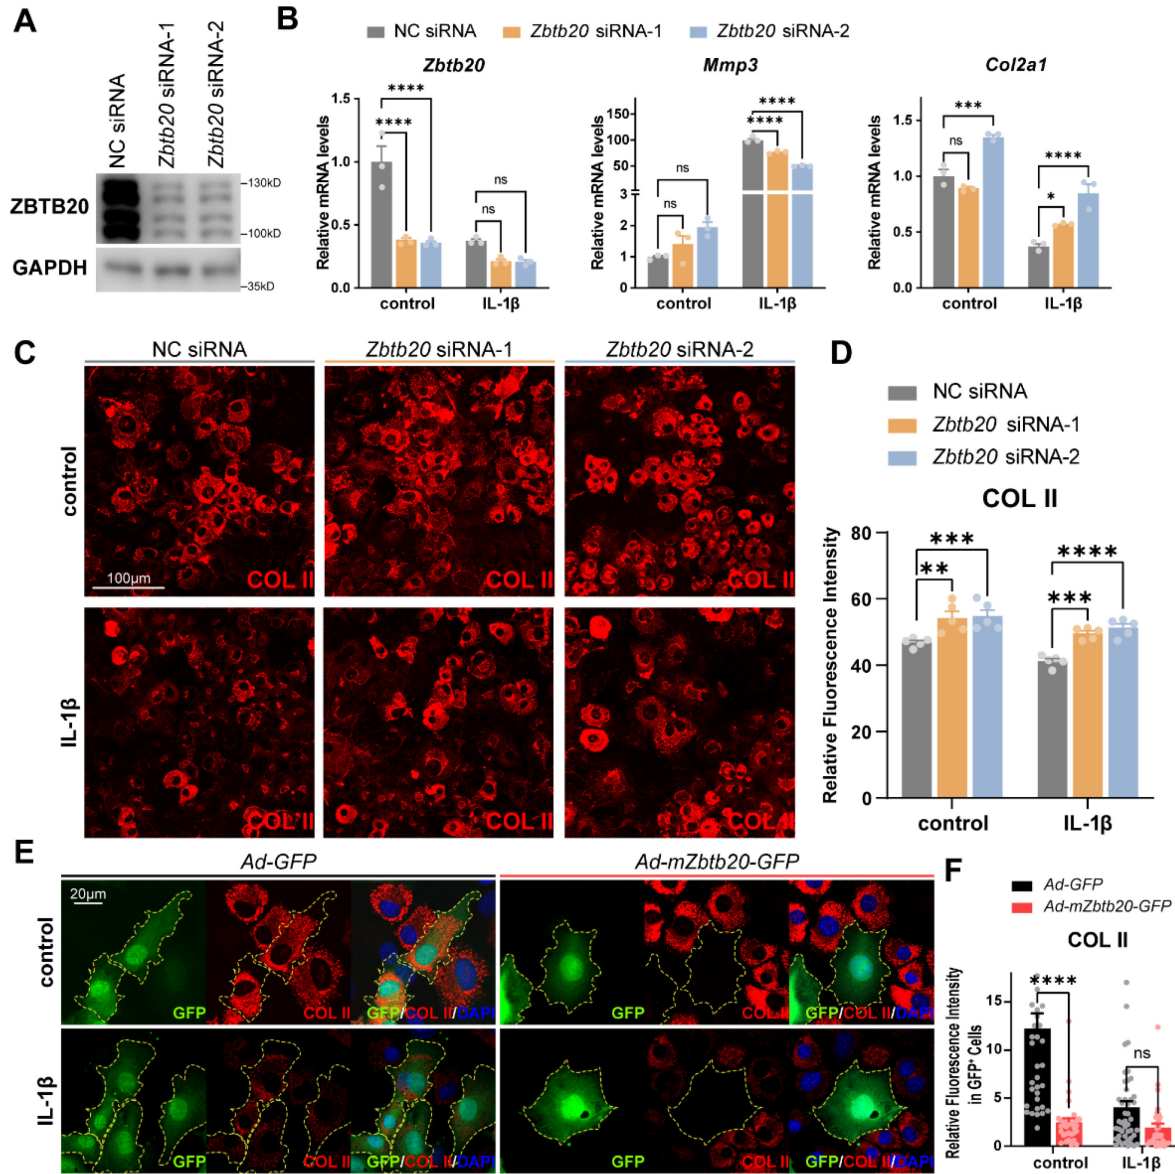 A
NC siRNA
Zbtb20 siRNA-1
Zbtb20 siRNA-2
ZBTB20
GAPDH
–130kD
–100kD
–35kD
B
NC siRNA Zbtb20 siRNA-1 Zbtb20 siRNA-2
Zbtb20
Relative mRNA levels
1.5
1.0
0.5
0.0
****
****
ns
ns
control IL-1β
Mmp3
Relative mRNA levels
150
100
50
3
2
1
0
ns
ns
****
****
control IL-1β
Col2a1
Relative mRNA levels
1.5
1.0
0.5
0.0
***
ns
****
*
control IL-1β
C
NC siRNA Zbtb20 siRNA-1 Zbtb20 siRNA-2
control
100μm
COL II COL II COL II
IL-1β
COL II COL II COL II
D
NC siRNA
Zbtb20 siRNA-1
Zbtb20 siRNA-2
COL II
Relative Fluorescence Intensity
80
60
40
20
0
***
**
****
***
control IL-1β
E
Ad-GFP Ad-mZbtb20-GFP
20μm
control
GFP COL II GFP/COL II/DAPI GFP COL II GFP/COL II/DAPI
IL-1β
GFP COL II GFP/COL II/DAPI GFP COL II GFP/COL II/DAPI
F
Ad-GFP
Ad-mZbtb20-GFP
COL II
Relative Fluorescence Intensity
in GFP⁺ Cells
15
10
5
0
****
ns
control IL-1β